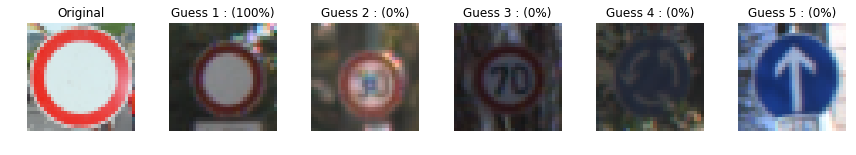 Original
Guess 1 : (100%)
Guess 2 : (0%)
Guess 3 : (0%)
Guess 4 : (0%)
Guess 5 : (0%)
70